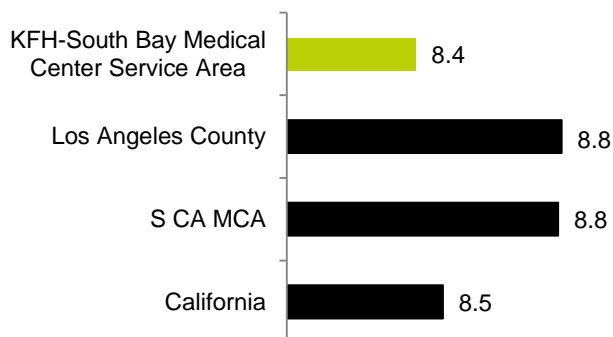 KFH-South Bay Medical
Center Service Area
8.4
Los Angeles County
8.8
S CA MCA
8.8
California
8.5